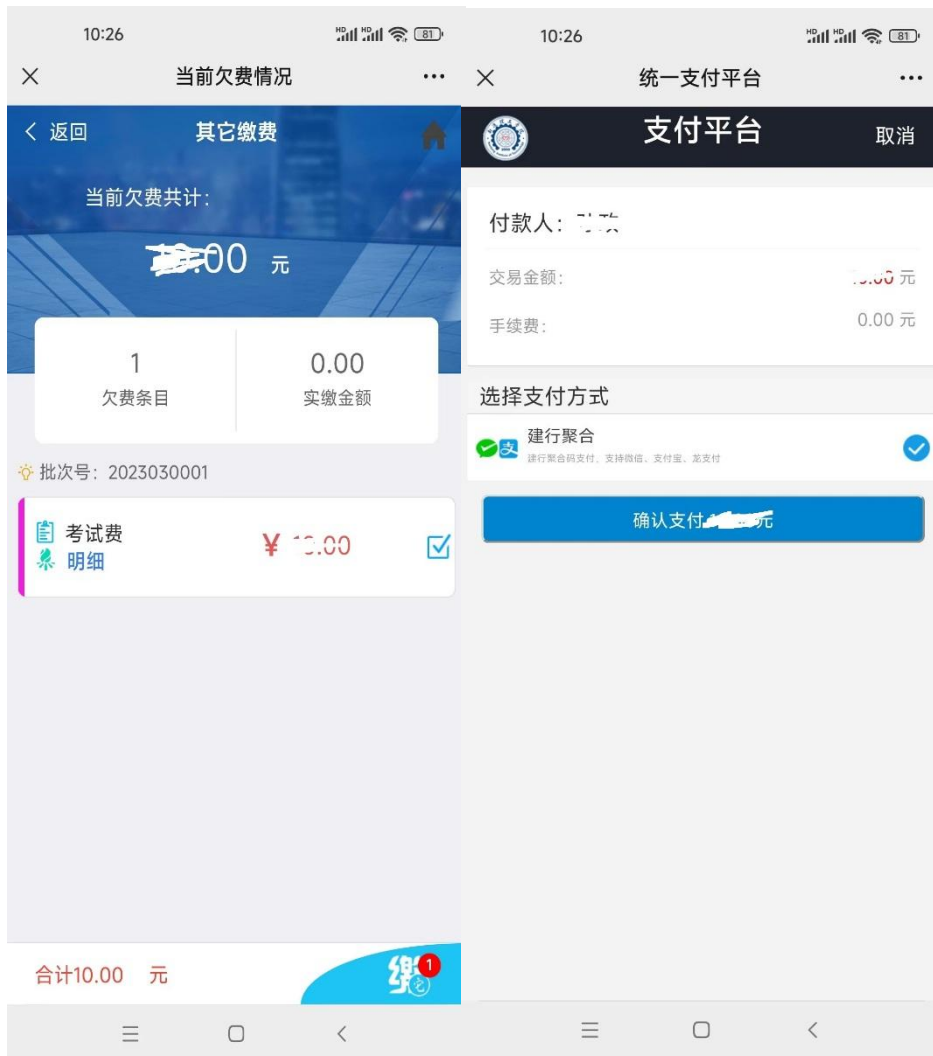 10:26
81
当前欠费情况
返回
其它缴费
当前欠费共计:
元
1
欠费条目
0.00
实缴金额
批次号: 2023030001
考试费
¥
明细
合计10.00 元
缴
1
10:26
81
统一支付平台
支付平台
取消
付款人:
交易金额:
元
手续费:
0.00 元
选择支付方式
建行聚合
建行聚合码支付、支持微信、支付宝、龙支付
确认支付
元